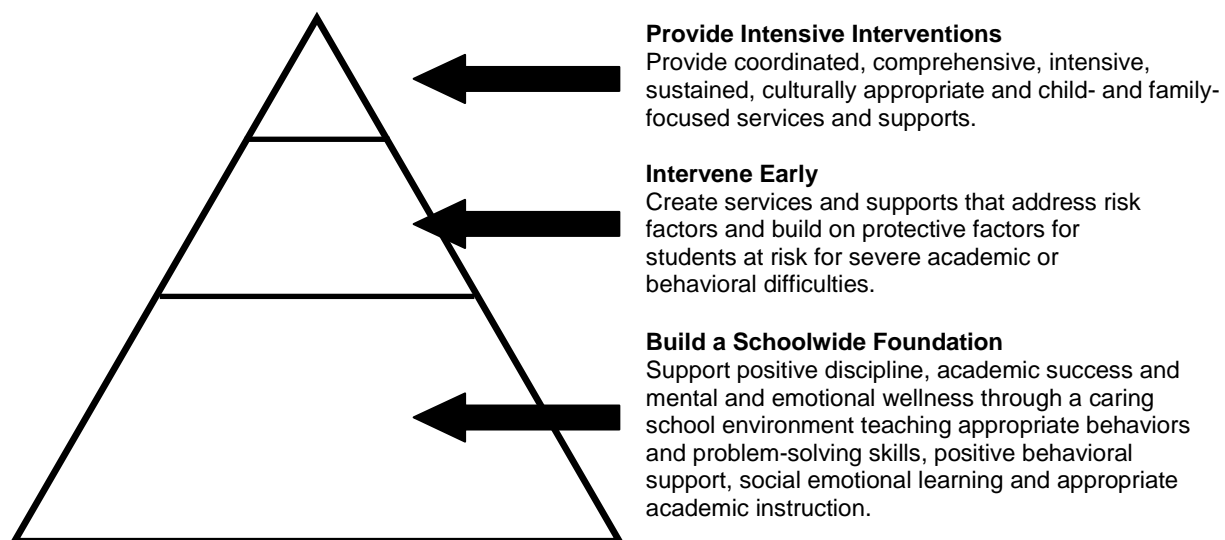 Provide Intensive Interventions
Provide coordinated, comprehensive, intensive,
sustained, culturally appropriate and child- and family-
focused services and supports.
Intervene Early
Create services and supports that address risk
factors and build on protective factors for
students at risk for severe academic or
behavioral difficulties.
Build a Schoolwide Foundation
Support positive discipline, academic success and
mental and emotional wellness through a caring
school environment teaching appropriate behaviors
and problem-solving skills, positive behavioral
support, social emotional learning and appropriate
academic instruction.